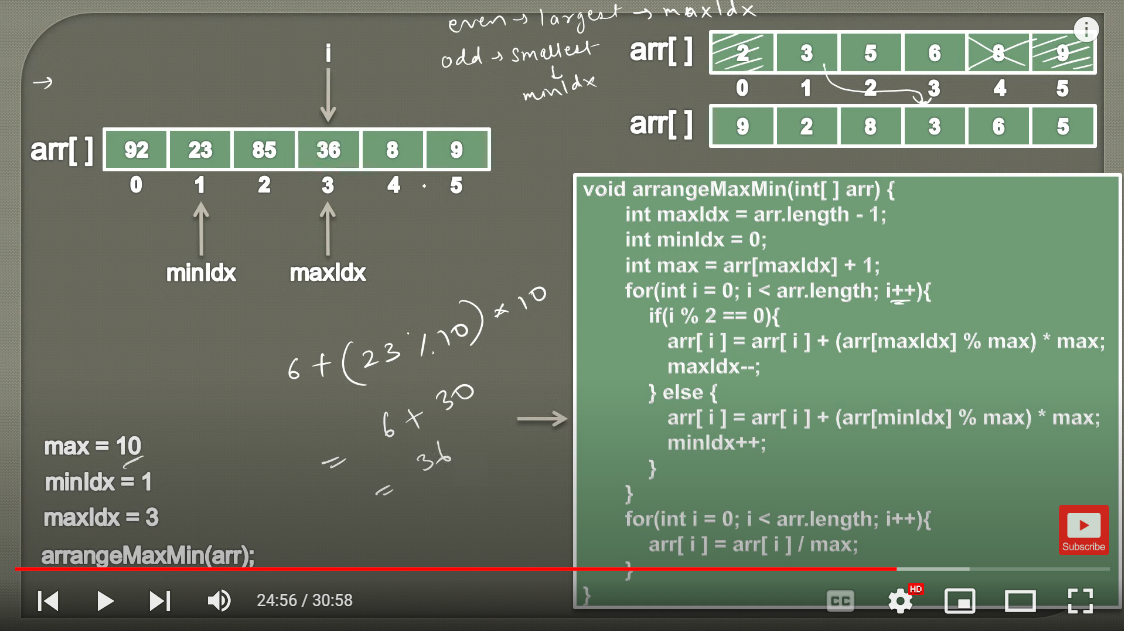 even → largest → maxIdx
odd → smallest
↓
minIdx
→
i
arr[ ] 2 3 5 6 8 9
0 1 2 3 4 5
arr[ ] 9 2 8 3 6 5
arr[ ] 92 23 85 36 8 9
0 1 2 3 4 5
minIdx maxIdx
6 + (23 % 10) * 10
6 + 30
= 36
=
max = 10
minIdx = 1
maxIdx = 3
arrangeMaxMin(arr);
void arrangeMaxMin(int[ ] arr) {
int maxIdx = arr.length - 1;
int minIdx = 0;
int max = arr[maxIdx] + 1;
for(int i = 0; i < arr.length; i++){
if(i % 2 == 0){
arr[ i ] = arr[ i ] + (arr[maxIdx] % max) * max;
maxIdx--;
} else {
arr[ i ] = arr[ i ] + (arr[minIdx] % max) * max;
minIdx++;
}
}
for(int i = 0; i < arr.length; i++){
arr[ i ] = arr[ i ] / max;
}
}
Subscribe
24:56 / 30:58
CC
HD